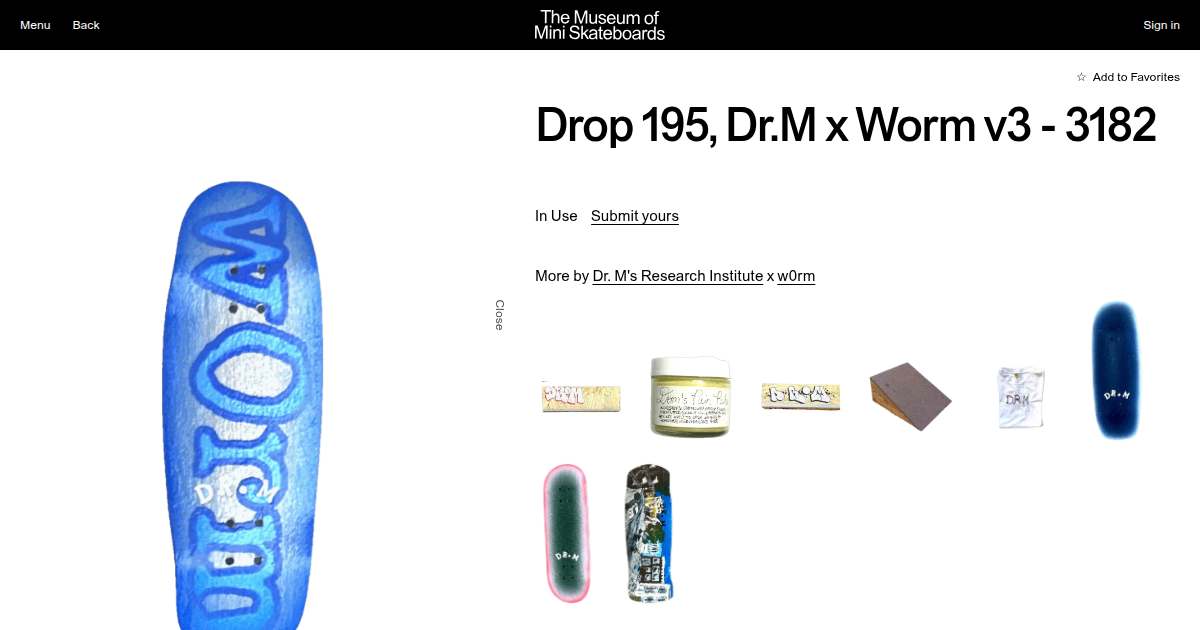 Menu
Back
The Museum of
Mini Skateboards
Sign in
☆ Add to Favorites
Drop 195, Dr.M x Worm v3 - 3182
In Use
Submit yours
More by Dr. M's Research Institute x w0rm
Close
w0rm
DR•M
DRM
DR•M
DR•M